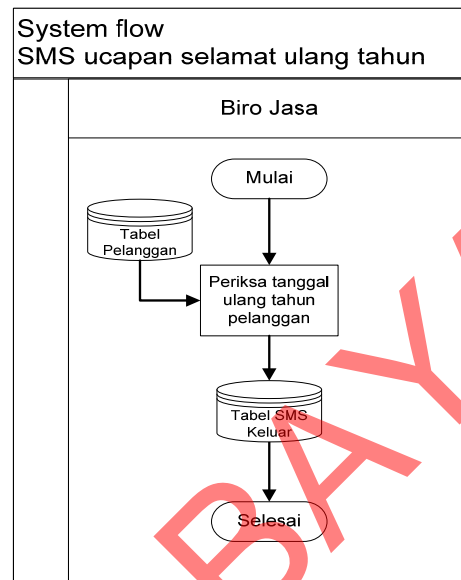 System flow
SMS ucapan selamat ulang tahun
Biro Jasa
Mulai
Tabel
Pelanggan
Periksa tanggal
ulang tahun
pelanggan
Tabel SMS
Keluar
Selesai
BAY